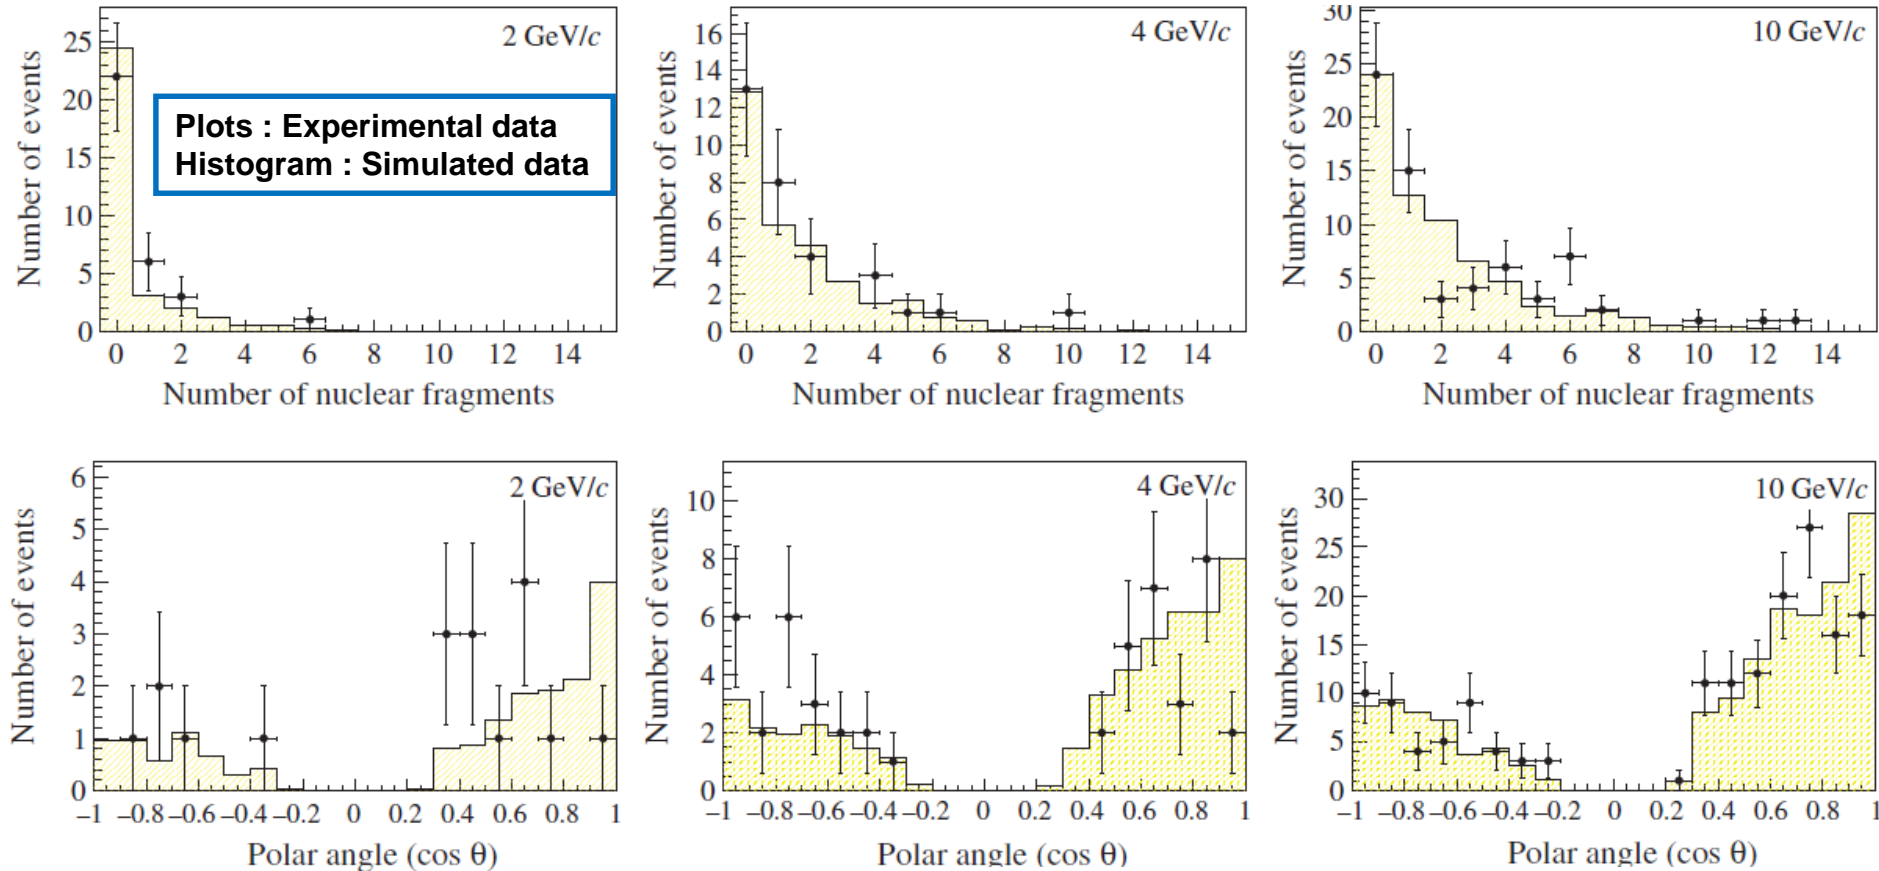 2 GeV/c
25
20
15
10
5
0
Number of events
Plots : Experimental data
Histogram : Simulated data
0 2 4 6 8 10 12 14
Number of nuclear fragments
4 GeV/c
16
14
12
10
8
6
4
2
0
Number of events
0 2 4 6 8 10 12 14
Number of nuclear fragments
10 GeV/c
30
25
20
15
10
5
0
Number of events
0 2 4 6 8 10 12 14
Number of nuclear fragments
2 GeV/c
6
5
4
3
2
1
0
Number of events
−1 −0.8 −0.6 −0.4 −0.2 0 0.2 0.4 0.6 0.8 1
Polar angle (cos θ)
4 GeV/c
10
8
6
4
2
0
Number of events
−1 −0.8 −0.6 −0.4 −0.2 0 0.2 0.4 0.6 0.8 1
Polar angle (cos θ)
10 GeV/c
30
25
20
15
10
5
0
Number of events
−1 −0.8 −0.6 −0.4 −0.2 0 0.2 0.4 0.6 0.8 1
Polar angle (cos θ)